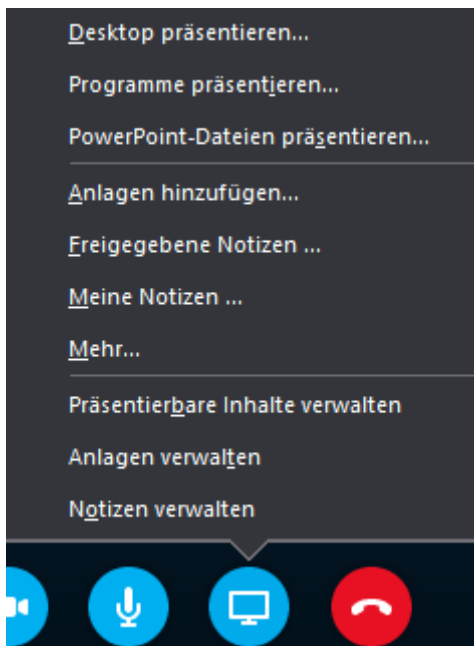 Desktop präsentieren...
Programme präsentieren...
PowerPoint-Dateien präsentieren...
Anlagen hinzufügen...
Freigegebene Notizen ...
Meine Notizen ...
Mehr...
Präsentierbare Inhalte verwalten
Anlagen verwalten
Notizen verwalten